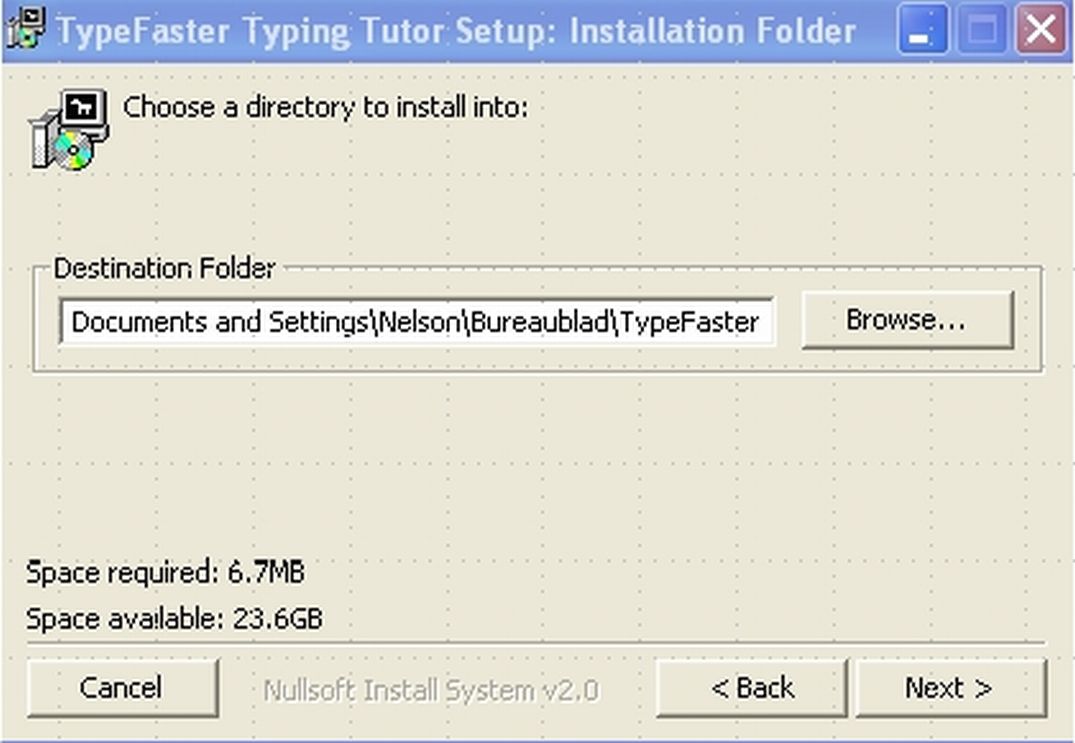 TypeFaster Typing Tutor Setup: Installation Folder
Choose a directory to install into:
Destination Folder
Documents and Settings\Nelson\Bureaublad\TypeFaster
Browse...
Space required: 6.7MB
Space available: 23.6GB
Cancel
Nullsoft Install System v2.0
< Back
Next >